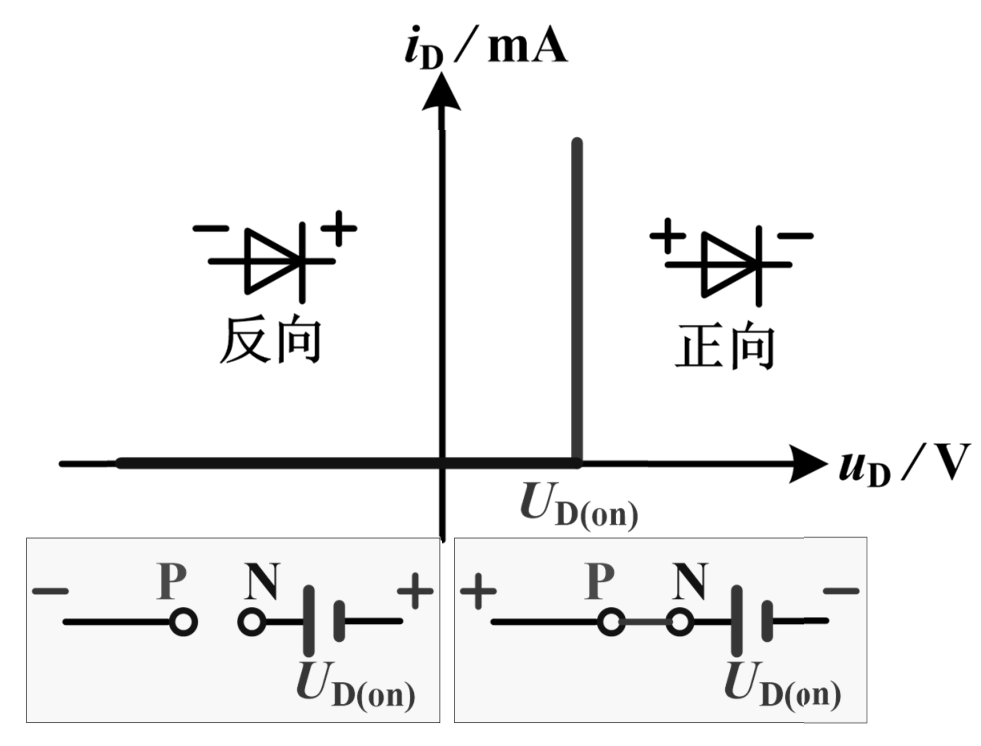 iD / mA
− + + −
反向 正向
uD / V
UD(on)
− P N + + P N −
UD(on) UD(on)